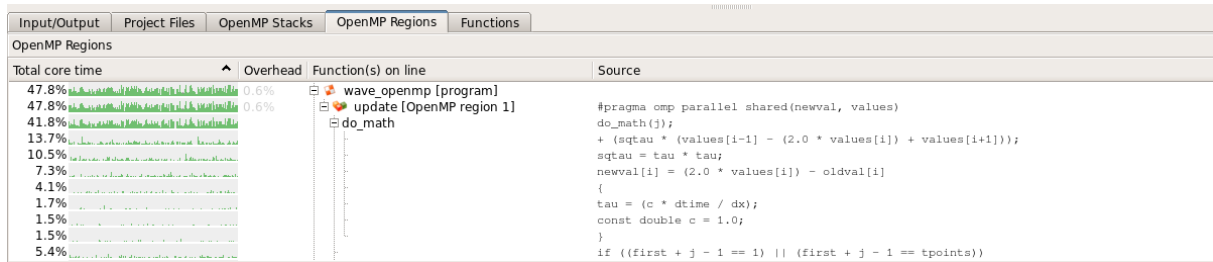 Input/Output Project Files OpenMP Stacks OpenMP Regions Functions
OpenMP Regions
Total core time Overhead Function(s) on line Source
47.8% 0.6% wave_openmp [program]
47.8% 0.6% update [OpenMP region 1] #pragma omp parallel shared(newval, values)
41.8% do_math do_math(j);
13.7% + (sqtau * (values[i-1] - (2.0 * values[i]) + values[i+1]));
10.5% sqtau = tau * tau;
7.3% newval[i] = (2.0 * values[i]) - oldval[i]
4.1% {
1.7% tau = (c * dtime / dx);
1.5% const double c = 1.0;
1.5% }
5.4% if ((first + j - 1 == 1) || (first + j - 1 == tpoints))